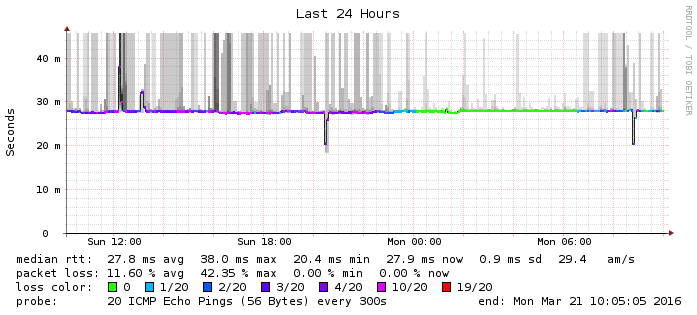 Last 24 Hours
RRDTOOL / TOBI OETIKER
Seconds
40 m
30 m
20 m
10 m
0
Sun 12:00 Sun 18:00 Mon 00:00 Mon 06:00
median rtt: 27.8 ms avg 38.0 ms max 20.4 ms min 27.9 ms now 0.9 ms sd 29.4 am/s
packet loss: 11.60 % avg 42.35 % max 0.00 % min 0.00 % now
loss color: 0 1/20 2/20 3/20 4/20 10/20 19/20
probe: 20 ICMP Echo Pings (56 Bytes) every 300s end: Mon Mar 21 10:05:05 2016